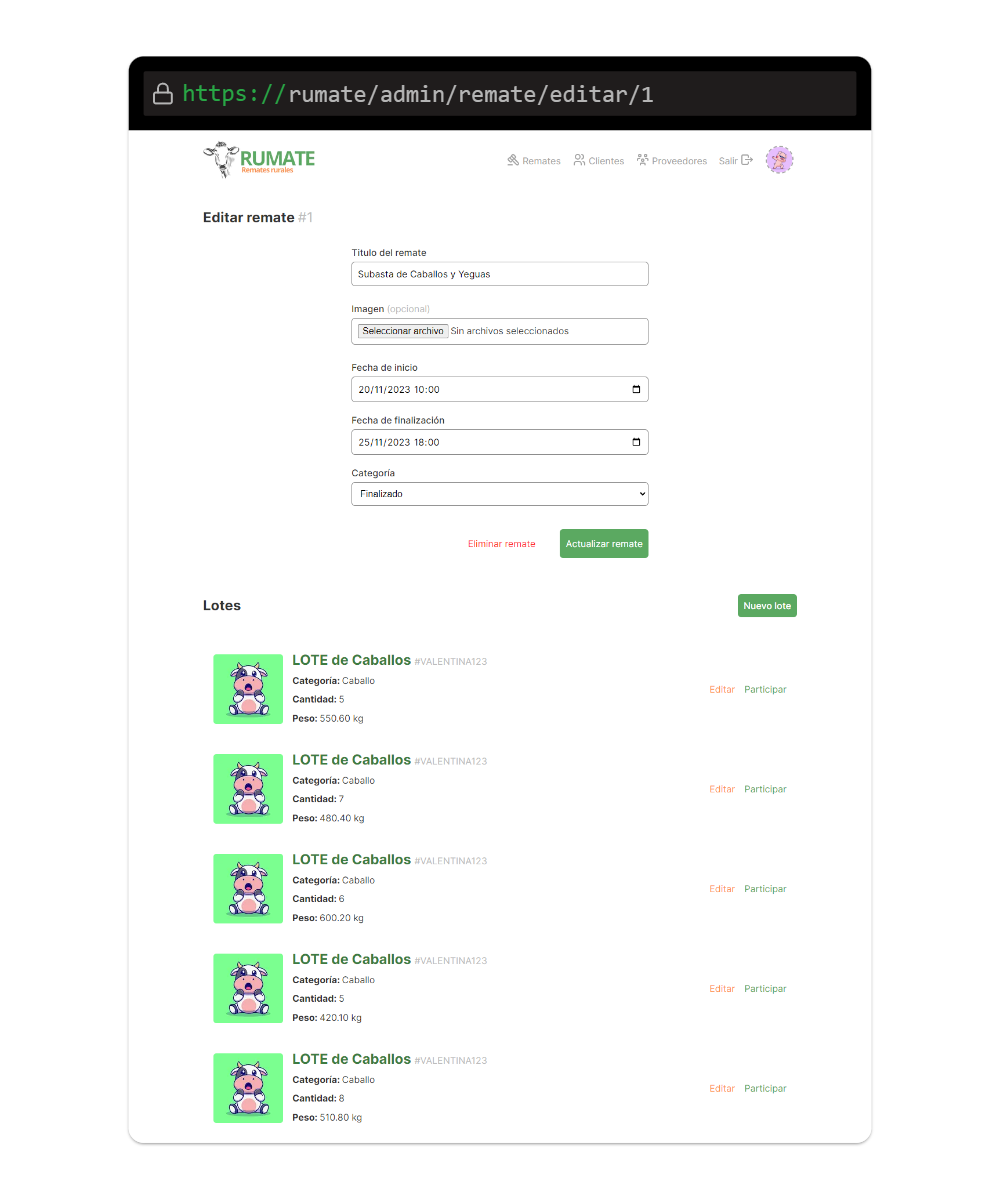 https://rumate/admin/remate/editar/1
RUMATE
Remates rurales
Remates Clientes Proveedores Salir
Editar remate #1
Titulo del remate
Subasta de Caballos y Yeguas
Imagen (opcional)
Seleccionar archivo Sin archivos seleccionados
Fecha de inicio
20/11/2023 10:00
Fecha de finalización
25/11/2023 18:00
Categoría
Finalizado
Eliminar remate Actualizar remate
Lotes Nuevo lote
LOTE de Caballos #VALENTINA123
Categoría: Caballo
Cantidad: 5
Peso: 550.60 kg
Editar Participar
LOTE de Caballos #VALENTINA123
Categoría: Caballo
Cantidad: 7
Peso: 480.40 kg
Editar Participar
LOTE de Caballos #VALENTINA123
Categoría: Caballo
Cantidad: 6
Peso: 600.20 kg
Editar Participar
LOTE de Caballos #VALENTINA123
Categoría: Caballo
Cantidad: 5
Peso: 420.10 kg
Editar Participar
LOTE de Caballos #VALENTINA123
Categoría: Caballo
Cantidad: 8
Peso: 510.80 kg
Editar Participar